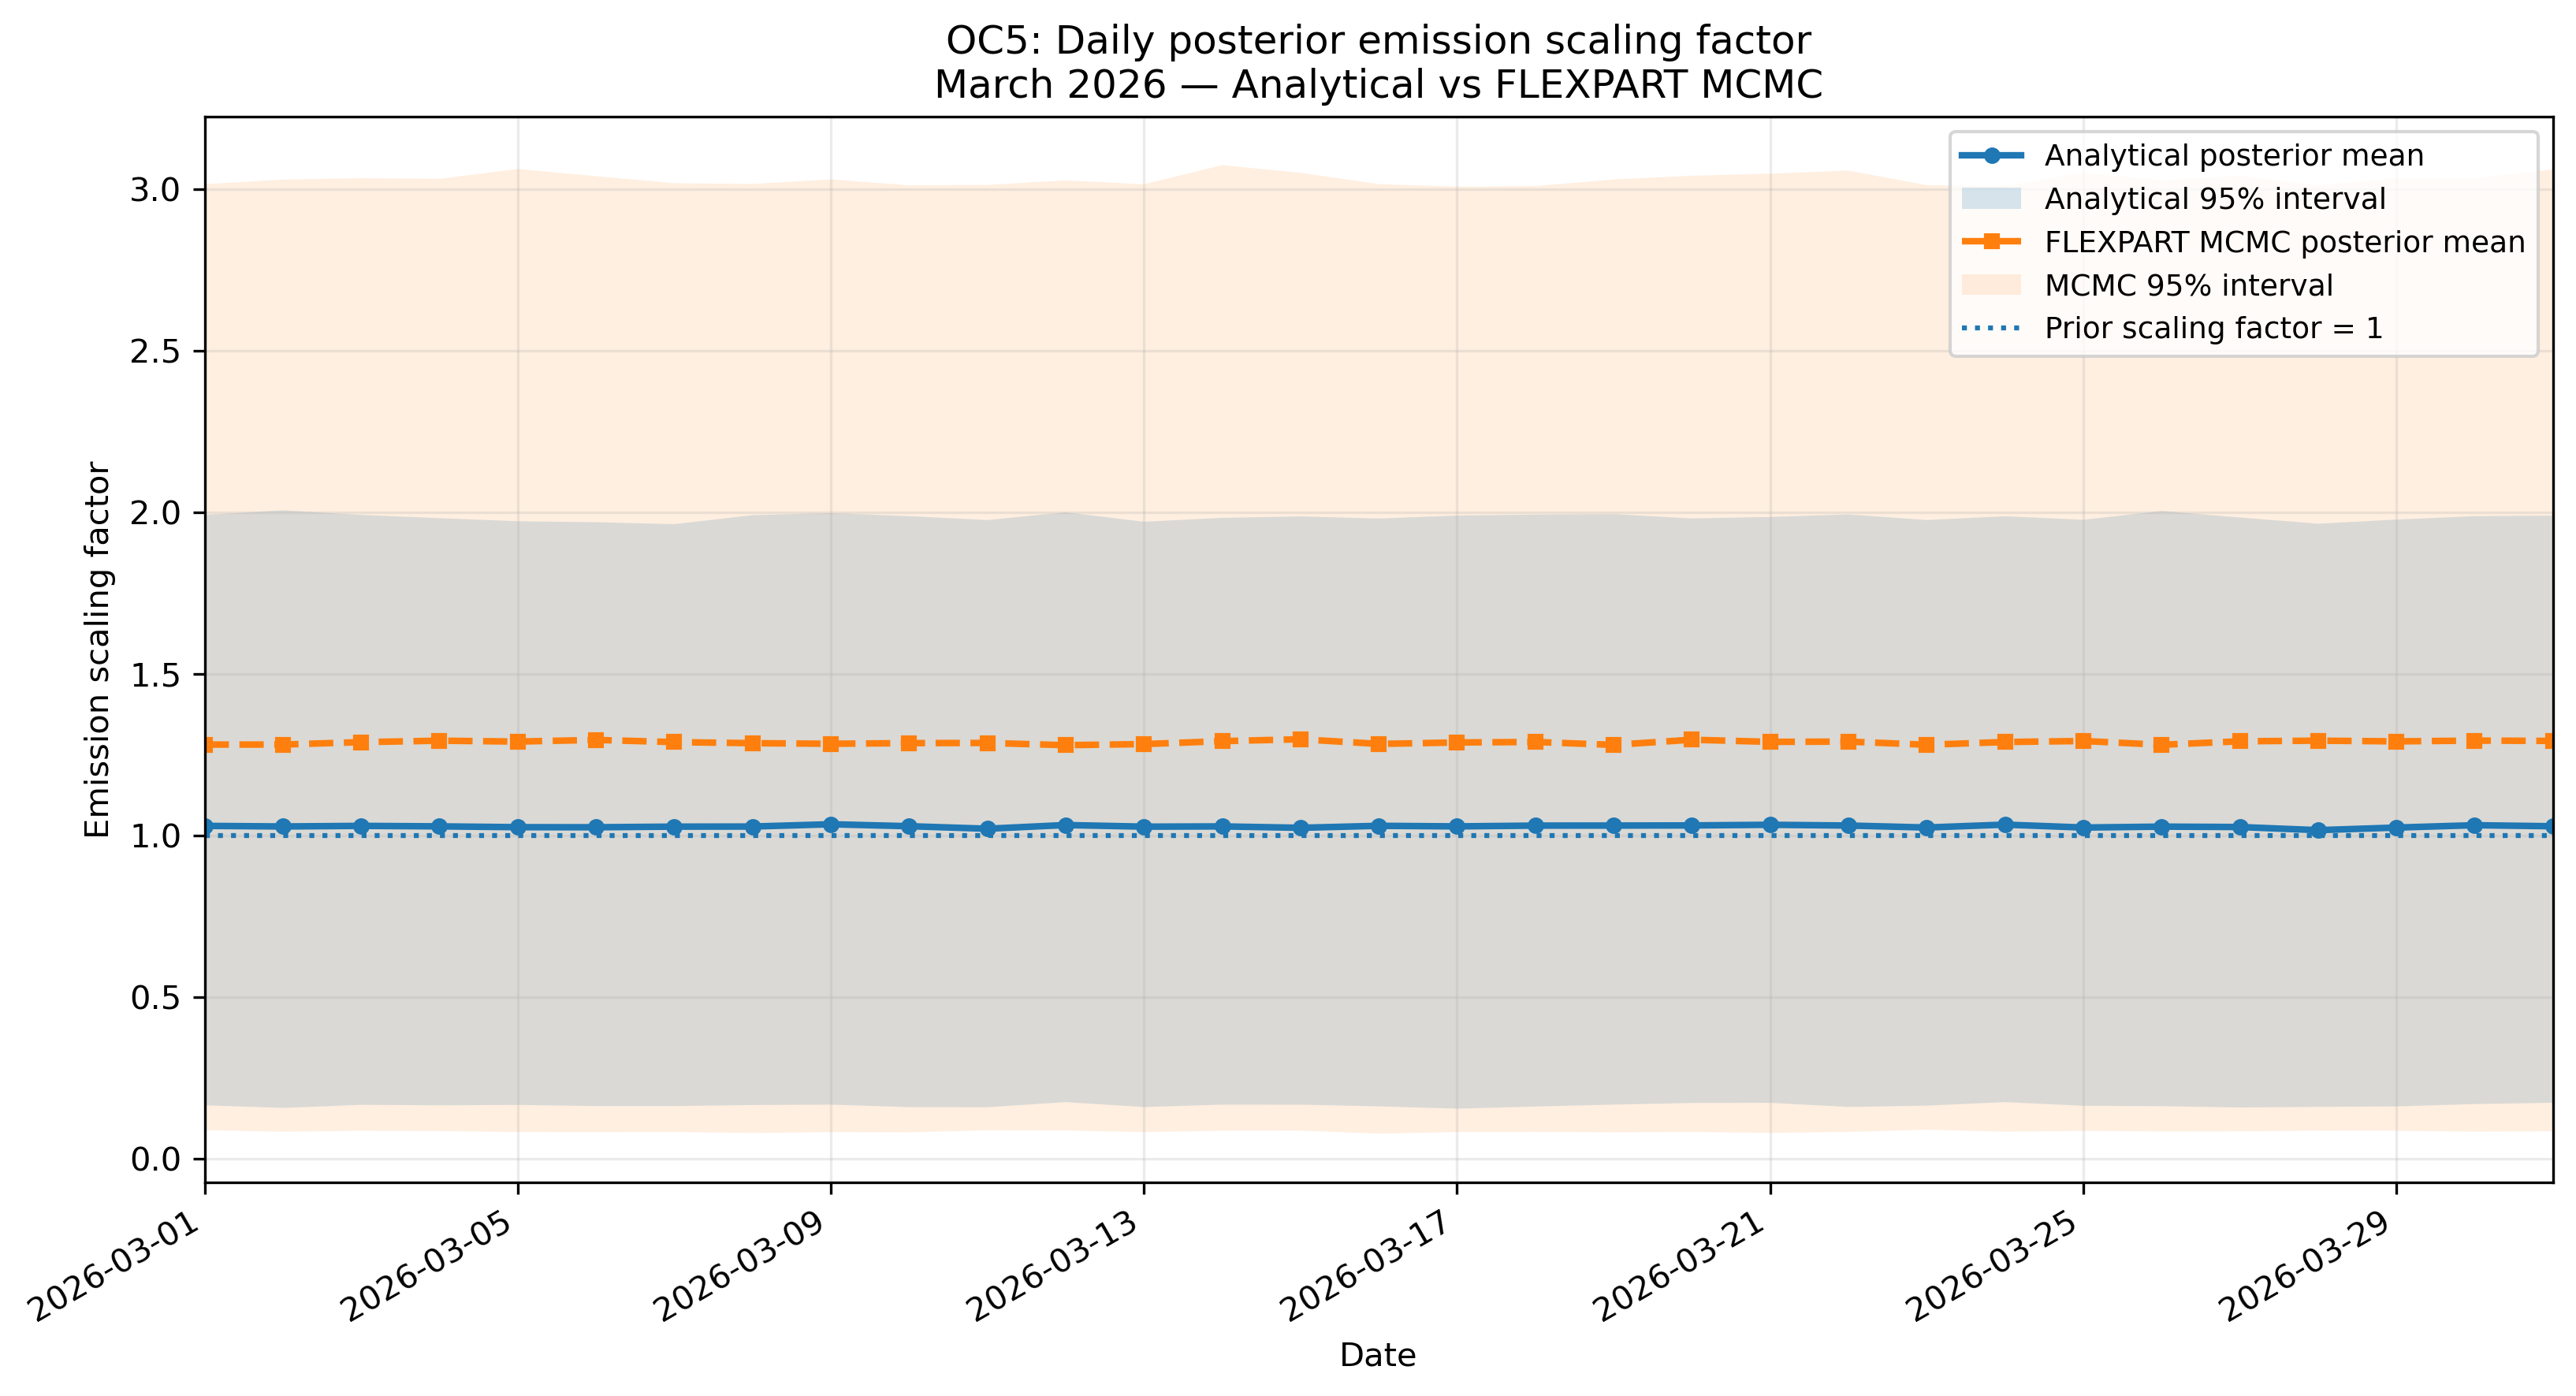 OC5: Daily posterior emission scaling factor
March 2026 — Analytical vs FLEXPART MCMC
Analytical posterior mean
Analytical 95% interval
FLEXPART MCMC posterior mean
MCMC 95% interval
Prior scaling factor = 1
Emission scaling factor
3.0
2.5
2.0
1.5
1.0
0.5
0.0
2026-03-01
2026-03-05
2026-03-09
2026-03-13
2026-03-17
2026-03-21
2026-03-25
2026-03-29
Date